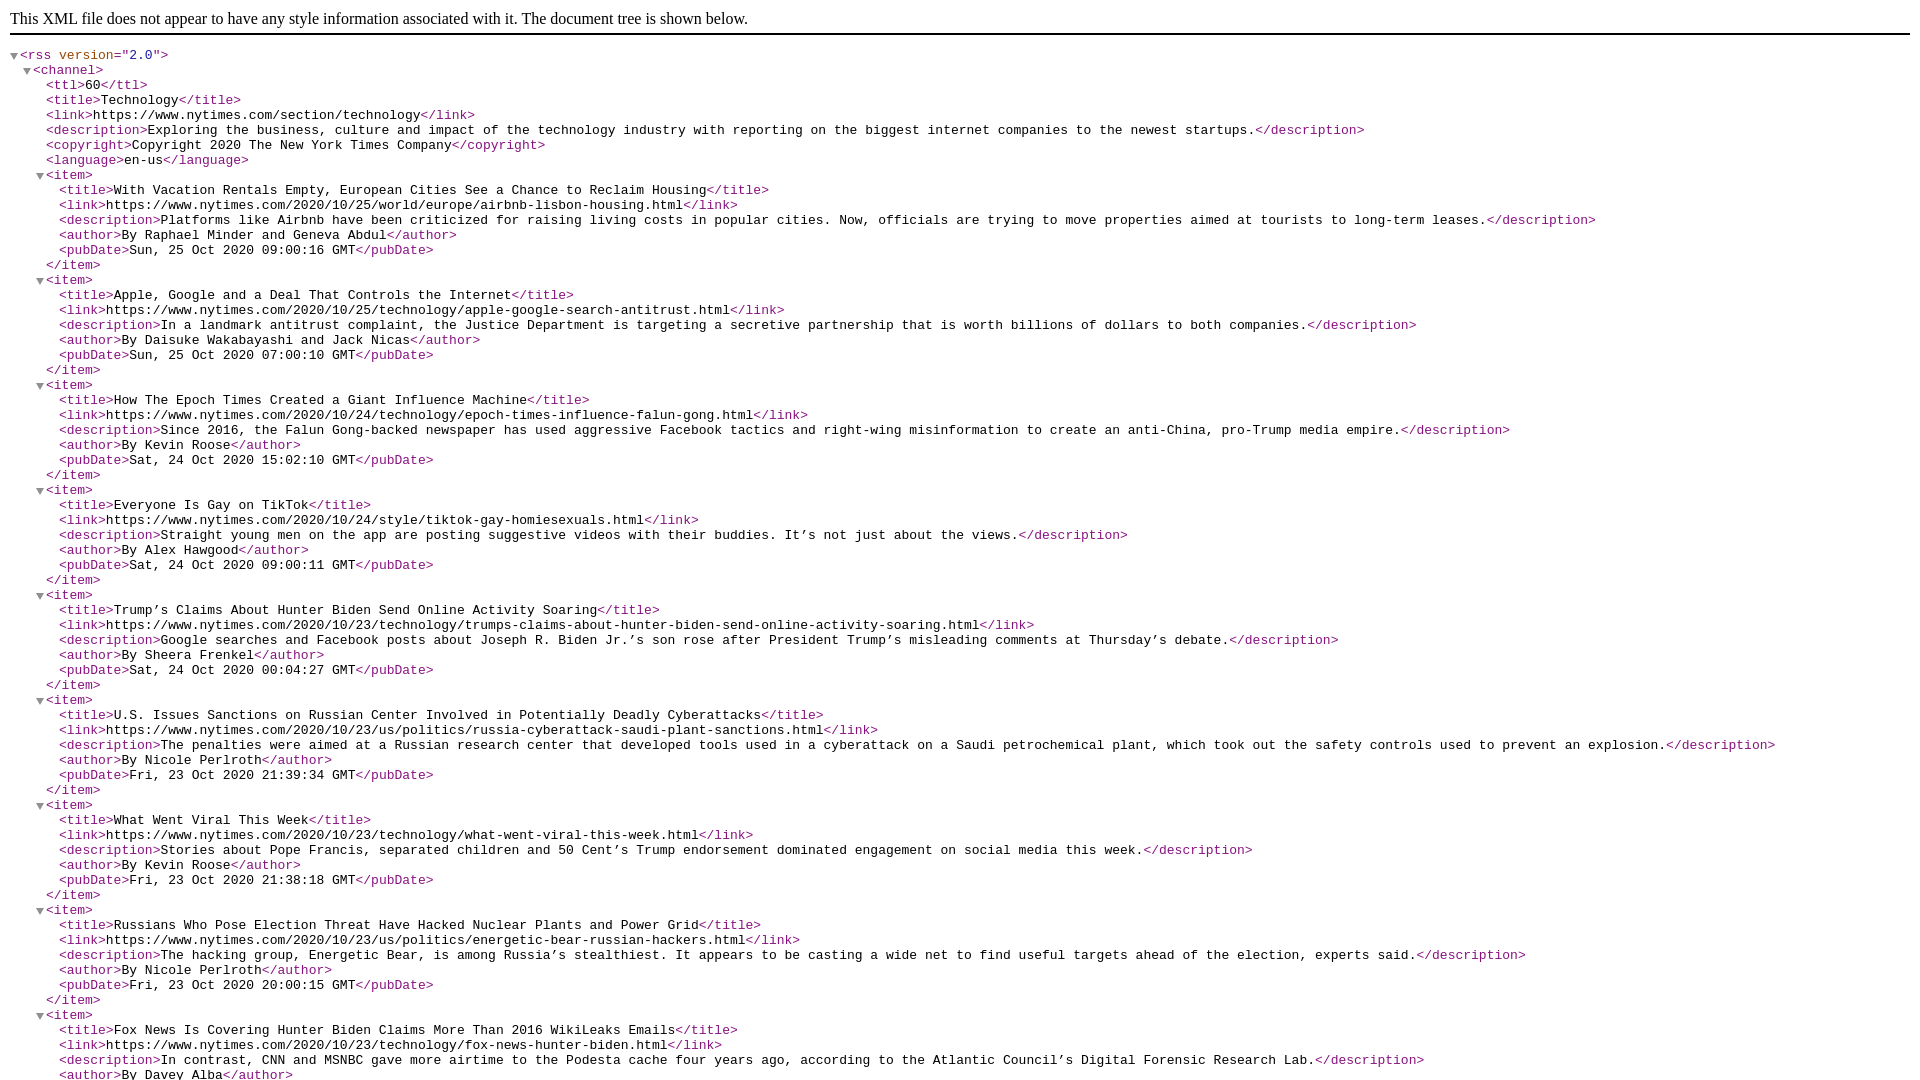 This XML file does not appear to have any style information associated with it. The document tree is shown below.
<rss version="2.0">
<channel>
<ttl>60</ttl>
<title>Technology</title>
<link>https://www.nytimes.com/section/technology</link>
<description>Exploring the business, culture and impact of the technology industry with reporting on the biggest internet companies to the newest startups.</description>
<copyright>Copyright 2020 The New York Times Company</copyright>
<language>en-us</language>
<item>
<title>With Vacation Rentals Empty, European Cities See a Chance to Reclaim Housing</title>
<link>https://www.nytimes.com/2020/10/25/world/europe/airbnb-lisbon-housing.html</link>
<description>Platforms like Airbnb have been criticized for raising living costs in popular cities. Now, officials are trying to move properties aimed at tourists to long-term leases.</description>
<author>By Raphael Minder and Geneva Abdul</author>
<pubDate>Sun, 25 Oct 2020 09:00:16 GMT</pubDate>
</item>
<item>
<title>Apple, Google and a Deal That Controls the Internet</title>
<link>https://www.nytimes.com/2020/10/25/technology/apple-google-search-antitrust.html</link>
<description>In a landmark antitrust complaint, the Justice Department is targeting a secretive partnership that is worth billions of dollars to both companies.</description>
<author>By Daisuke Wakabayashi and Jack Nicas</author>
<pubDate>Sun, 25 Oct 2020 07:00:10 GMT</pubDate>
</item>
<item>
<title>How The Epoch Times Created a Giant Influence Machine</title>
<link>https://www.nytimes.com/2020/10/24/technology/epoch-times-influence-falun-gong.html</link>
<description>Since 2016, the Falun Gong-backed newspaper has used aggressive Facebook tactics and right-wing misinformation to create an anti-China, pro-Trump media empire.</description>
<author>By Kevin Roose</author>
<pubDate>Sat, 24 Oct 2020 15:02:10 GMT</pubDate>
</item>
<item>
<title>Everyone Is Gay on TikTok</title>
<link>https://www.nytimes.com/2020/10/24/style/tiktok-gay-homiesexuals.html</link>
<description>Straight young men on the app are posting suggestive videos with their buddies. It’s not just about the views.</description>
<author>By Alex Hawgood</author>
<pubDate>Sat, 24 Oct 2020 09:00:11 GMT</pubDate>
</item>
<item>
<title>Trump’s Claims About Hunter Biden Send Online Activity Soaring</title>
<link>https://www.nytimes.com/2020/10/23/technology/trumps-claims-about-hunter-biden-send-online-activity-soaring.html</link>
<description>Google searches and Facebook posts about Joseph R. Biden Jr.’s son rose after President Trump’s misleading comments at Thursday’s debate.</description>
<author>By Sheera Frenkel</author>
<pubDate>Sat, 24 Oct 2020 00:04:27 GMT</pubDate>
</item>
<item>
<title>U.S. Issues Sanctions on Russian Center Involved in Potentially Deadly Cyberattacks</title>
<link>https://www.nytimes.com/2020/10/23/us/politics/russia-cyberattack-saudi-plant-sanctions.html</link>
<description>The penalties were aimed at a Russian research center that developed tools used in a cyberattack on a Saudi petrochemical plant, which took out the safety controls used to prevent an explosion.</description>
<author>By Nicole Perlroth</author>
<pubDate>Fri, 23 Oct 2020 21:39:34 GMT</pubDate>
</item>
<item>
<title>What Went Viral This Week</title>
<link>https://www.nytimes.com/2020/10/23/technology/what-went-viral-this-week.html</link>
<description>Stories about Pope Francis, separated children and 50 Cent’s Trump endorsement dominated engagement on social media this week.</description>
<author>By Kevin Roose</author>
<pubDate>Fri, 23 Oct 2020 21:38:18 GMT</pubDate>
</item>
<item>
<title>Russians Who Pose Election Threat Have Hacked Nuclear Plants and Power Grid</title>
<link>https://www.nytimes.com/2020/10/23/us/politics/energetic-bear-russian-hackers.html</link>
<description>The hacking group, Energetic Bear, is among Russia’s stealthiest. It appears to be casting a wide net to find useful targets ahead of the election, experts said.</description>
<author>By Nicole Perlroth</author>
<pubDate>Fri, 23 Oct 2020 20:00:15 GMT</pubDate>
</item>
<item>
<title>Fox News Is Covering Hunter Biden Claims More Than 2016 WikiLeaks Emails</title>
<link>https://www.nytimes.com/2020/10/23/technology/fox-news-hunter-biden.html</link>
<description>In contrast, CNN and MSNBC gave more airtime to the Podesta cache four years ago, according to the Atlantic Council’s Digital Forensic Research Lab.</description>
<author>By Davey Alba</author>